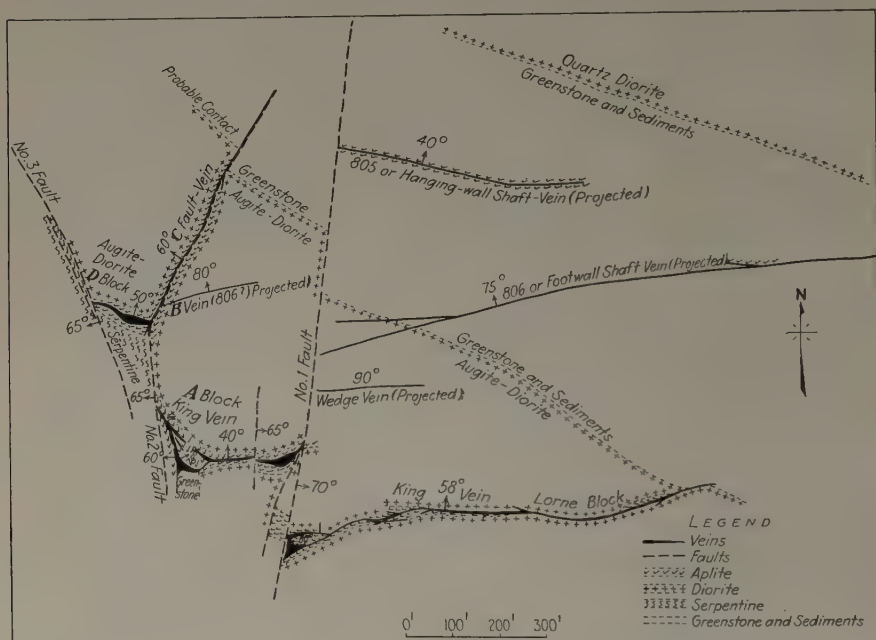 Quartz Diorite
Greenstone and Sediments
Probable Contact
No. 3 Fault
40°
805 or Hanging-wall Shaft-Vein (Projected)
Greenstone
Augite-Diorite
C Fault Vein
60°
Augite-
Diorite
D Block
50°
80°
B Vein (806?) Projected)
75°
806 or Footwall Shaft Vein (Projected)
N
65°
Serpentine
No. 1 Fault
Greenstone and Sediments
Augite-Diorite
90°
Wedge Vein (Projected)
65°
A Block
King Vein
40°
65°
60°
No. 2 Fault
Green-
stone
70°
King 58° Vein Lorne Block
LEGEND
Veins
Faults
Aplite
Diorite
Serpentine
Greenstone and Sediments
0' 100' 200' 300'